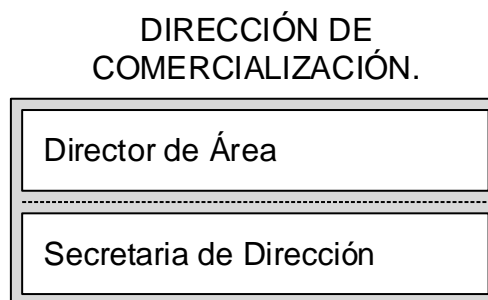 DIRECCIÓN DE
COMERCIALIZACIÓN.
Director de Área
Secretaria de Dirección